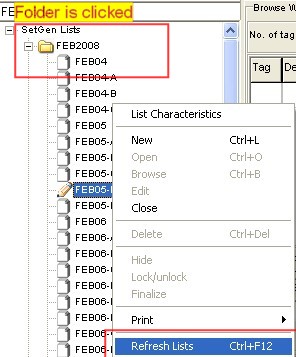 Folder is clicked
Browse W
SetGen Lists
FEB2008
No. of tag
FEB04
Tag
De
FEB04-A
FEB04-B
FEB04-
List Characteristics
FEB05
New Ctrl+L
FEB05-
Open Ctrl+O
FEB05-
Browse Ctrl+B
FEB05-
Edit
FEB05-
Close
FEB05-
FEB06
Delete Ctrl+Del
FEB06-A
FEB06-
Hide
FEB06-
Lock/unlock
FEB06-
Finalize
FEB06-
FEB06-
Print
FEB06-
Refresh Lists Ctrl+F12
FEB06-